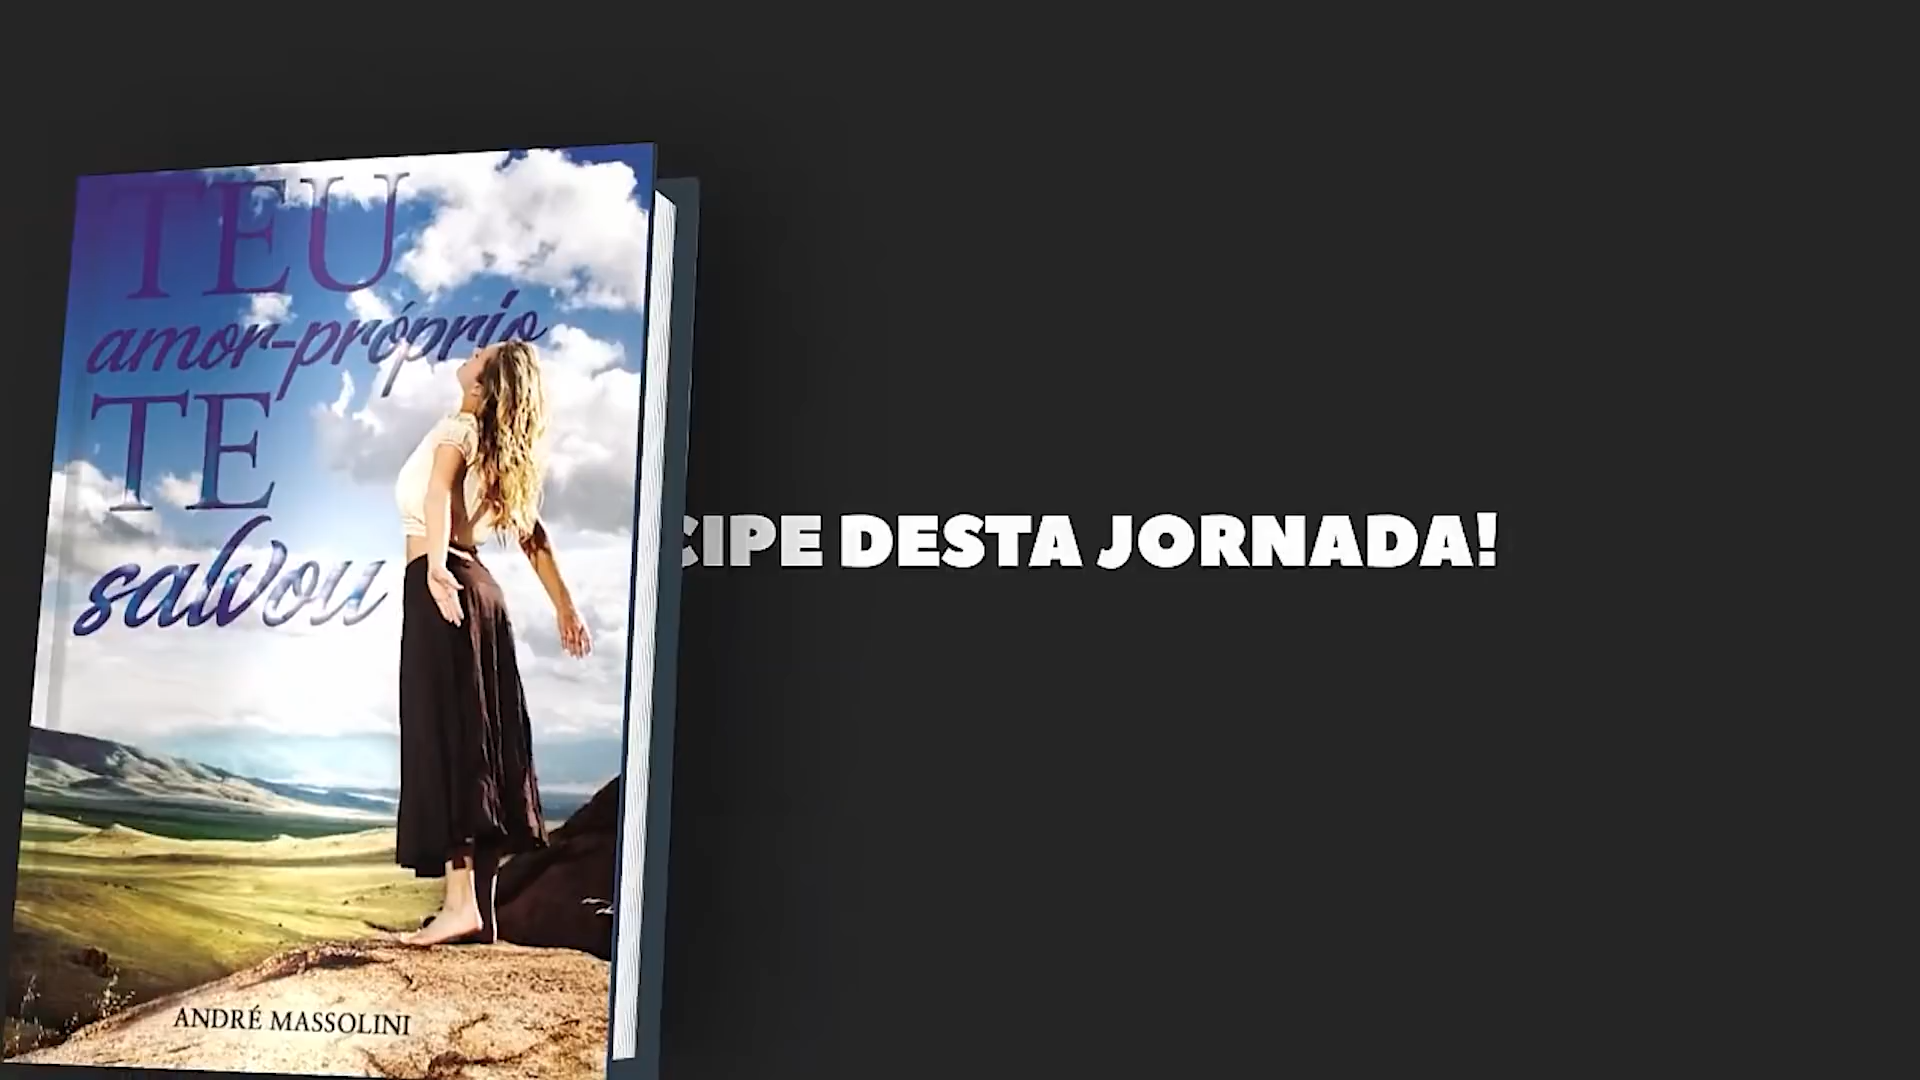 TEU
amor-próprio
TE
salvou
ANDRÉ MASSOLINI
CIPE DESTA JORNADA!